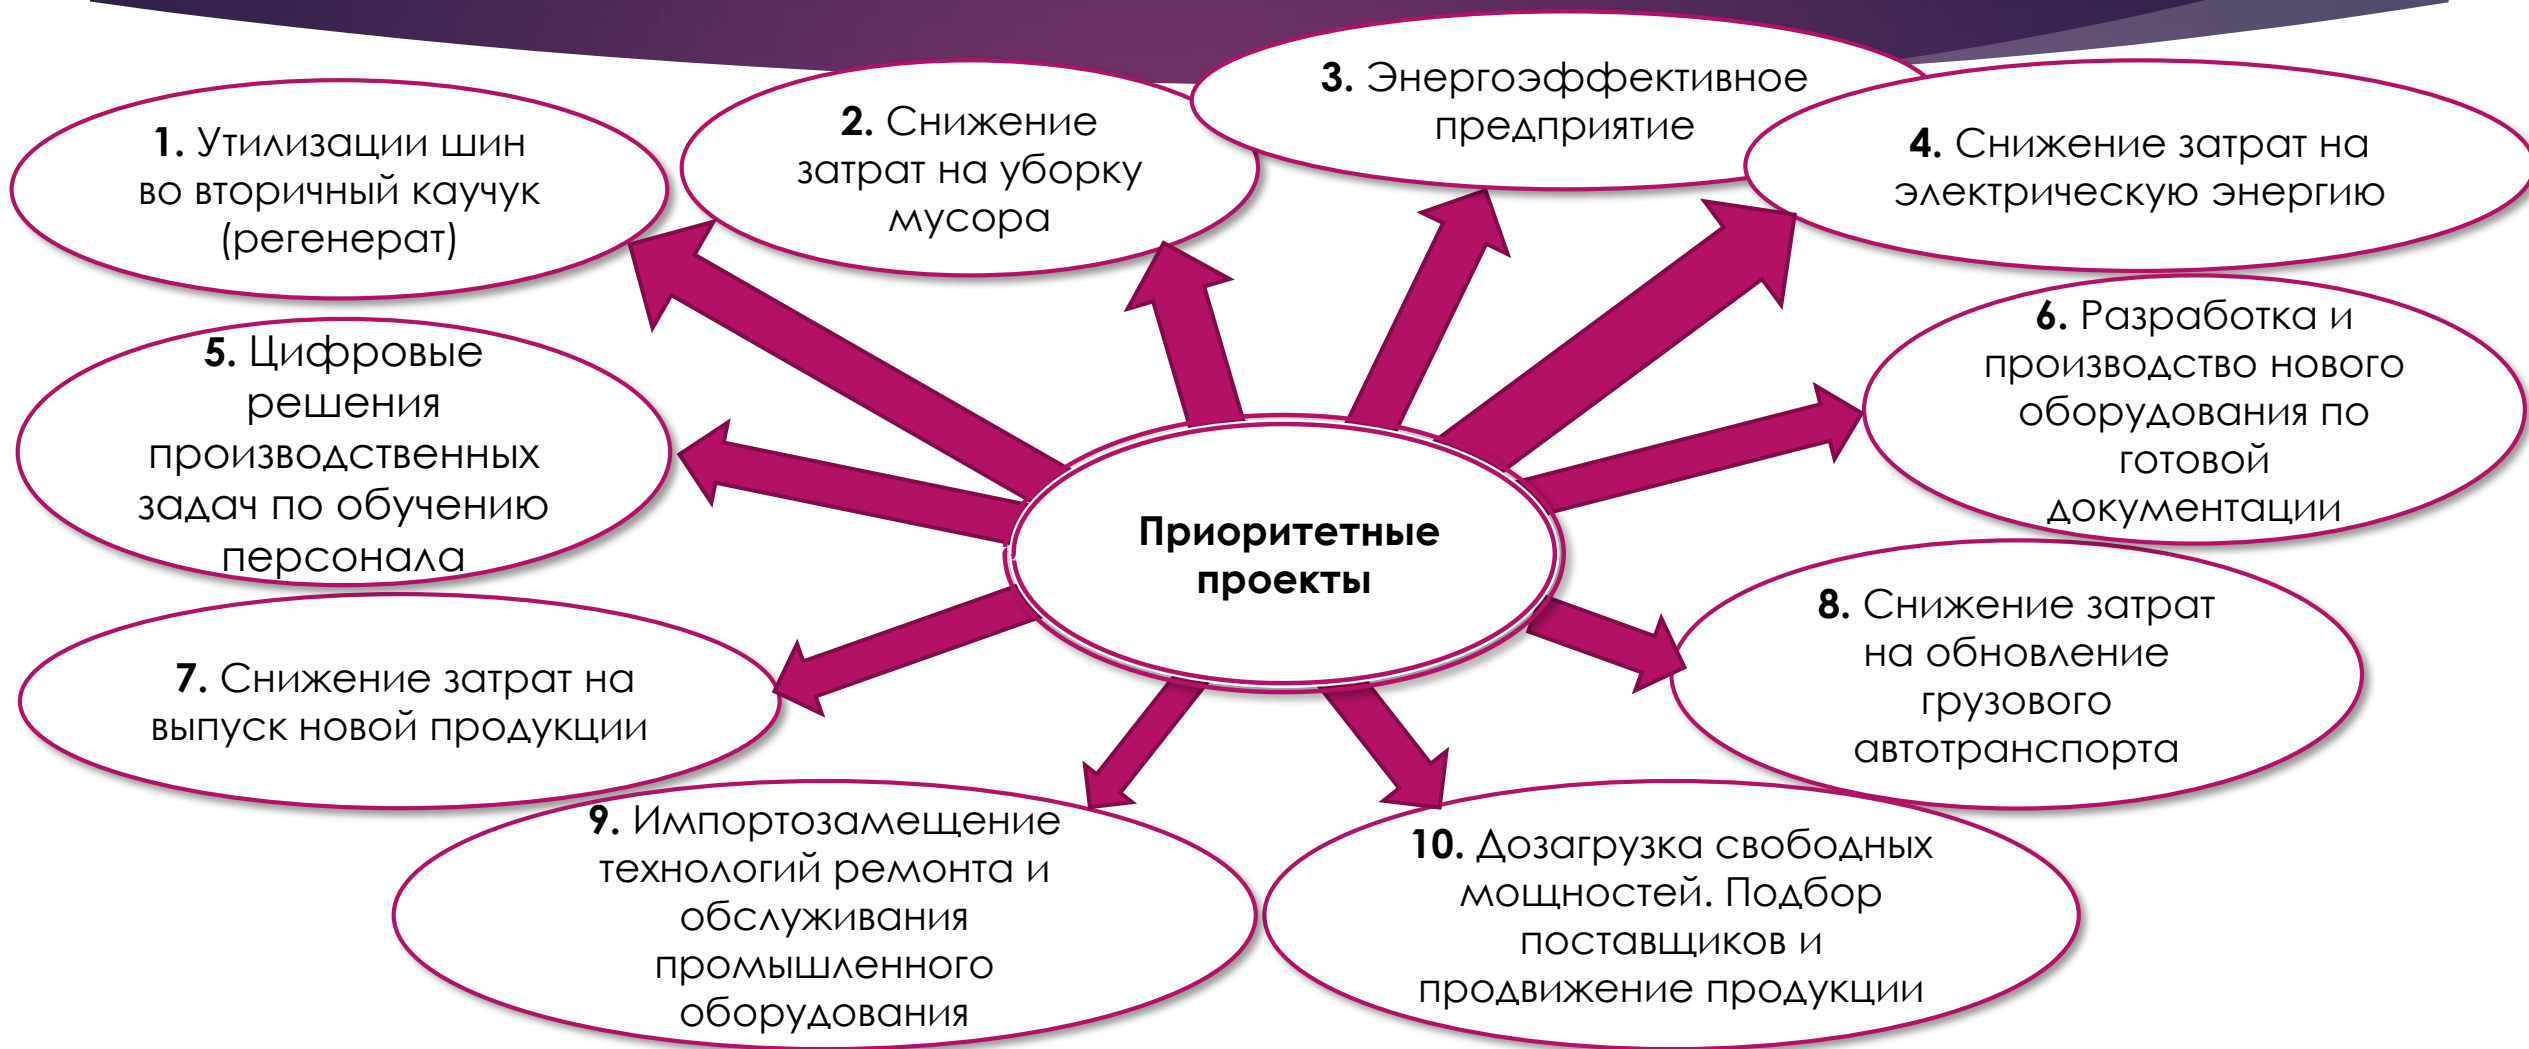 1. Утилизации шин
во вторичный каучук
(регенерат)
2. Снижение
затрат на уборку
мусора
3. Энергоэффективное
предприятие
4. Снижение затрат на
электрическую энергию
5. Цифровые
решения
производственных
задач по обучению
персонала
6. Разработка и
производство нового
оборудования по
готовой
документации
Приоритетные
проекты
7. Снижение затрат на
выпуск новой продукции
8. Снижение затрат
на обновление
грузового
автотранспорта
9. Импортозамещение
технологий ремонта и
обслуживания
промышленного
оборудования
10. Дозагрузка свободных
мощностей. Подбор
поставщиков и
продвижение продукции